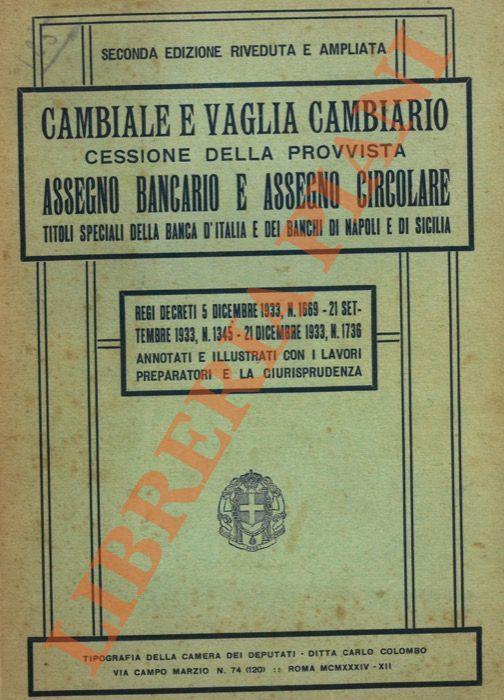 SECONDA EDIZIONE RIVEDUTA E AMPLIATA
CAMBIALE E VAGLIA CAMBIARIO
CESSIONE DELLA PROVVISTA
ASSEGNO BANCARIO E ASSEGNO CIRCOLARE
TITOLI SPECIALI DELLA BANCA D'ITALIA E DEI BANCHI DI NAPOLI E DI SICILIA
REGI DECRETI 5 DICEMBRE 1933, N. 1669 - 21 SET-
TEMBRE 1933, N. 1345 - 21 DICEMBRE 1933, N. 1736
ANNOTATI E ILLUSTRATI CON I LAVORI
PREPARATORI E LA GIURISPRUDENZA
TIPOGRAFIA DELLA CAMERA DEI DEPUTATI - DITTA CARLO COLOMBO
VIA CAMPO MARZIO N. 74 (120) :: ROMA MCMXXXIV - XII
LIBRERIA PIANI